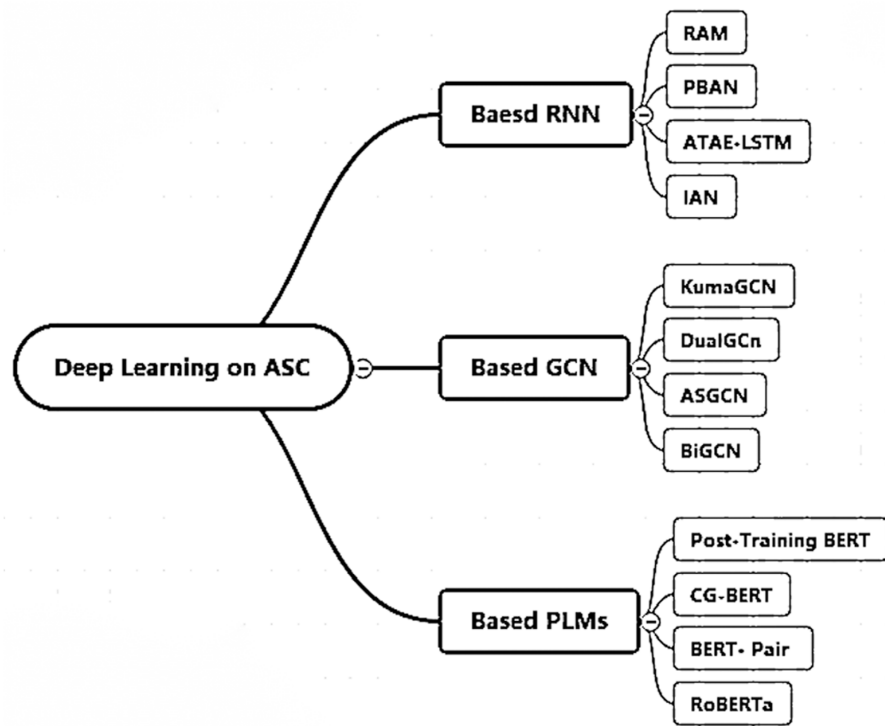 Deep Learning on ASC
Baesd RNN
RAM
PBAN
ATAE-LSTM
IAN
Based GCN
KumaGCN
DualGCn
ASGCN
BiGCN
Based PLMs
Post-Training BERT
CG-BERT
BERT- Pair
RoBERTa